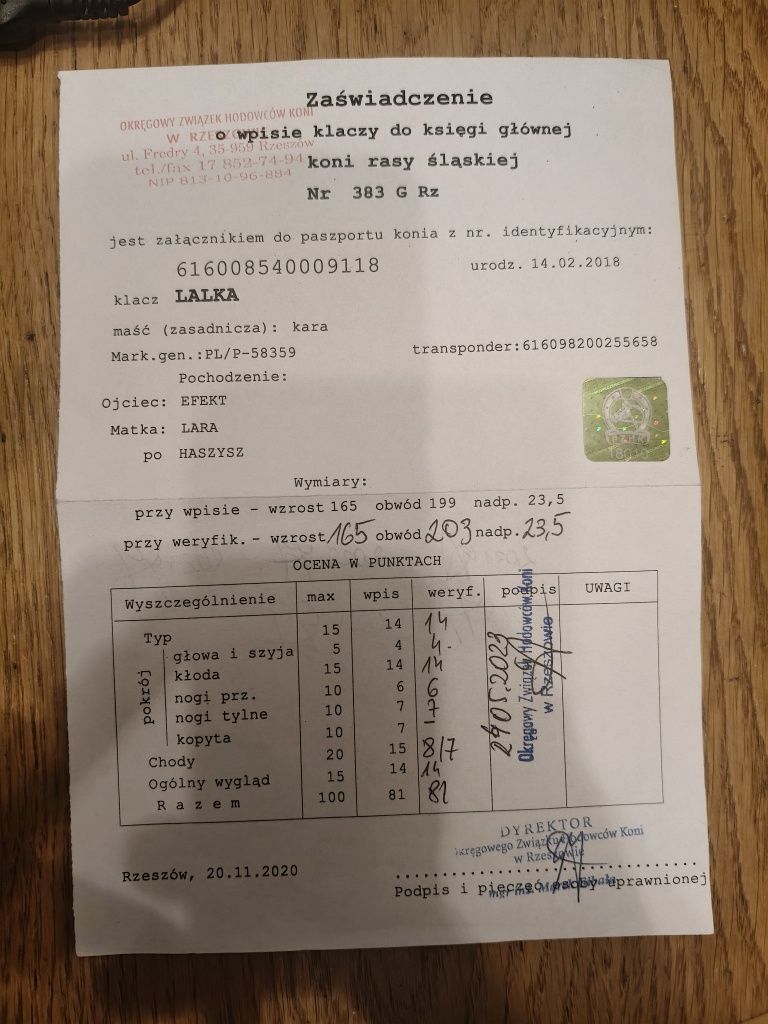 Zaświadczenie
OKRĘGOWY ZWIĄZEK HODOWCÓW KONI
W RZESZOWIE
ul. Fredry 4, 35-959 Rzeszów
tel./fax 17 852-74-94
NIP 813-10-96-884
o wpisie klaczy do księgi głównej
koni rasy śląskiej
Nr 383 G Rz
jest załącznikiem do paszportu konia z nr. identyfikacyjnym:
616008540009118 urodz. 14.02.2018
klacz LALKA
maść (zasadnicza): kara
Mark.gen.:PL/P-58359 transponder:616098200255658
Pochodzenie:
Ojciec: EFEKT
Matka: LARA
po HASZYSZ
PZHK
Wymiary:
przy wpisie - wzrost 165 obwód 199 nadp. 23,5
przy weryfik. - wzrost 165 obwód 203 nadp. 23,5
OCENA W PUNKTACH
Wyszczególnienie max wpis weryf. podpis UWAGI
Typ 15 14 14
pokrój
głowa i szyja 5 4 4
kłoda 15 14 14
nogi prz. 10 6 6
nogi tylne 10 7 7
kopyta 10 7 -
Chody 20 15 8/7
Ogólny wygląd 15 14 14
Razem 100 81 81
Okręgowy Związek Hodowców Koni
w Rzeszowie
DYREKTOR
Okręgowego Związku Hodowców Koni
w Rzeszowie
Rzeszów, 20.11.2020
Podpis i pieczęć osoby uprawnionej
mgr inż. Marek